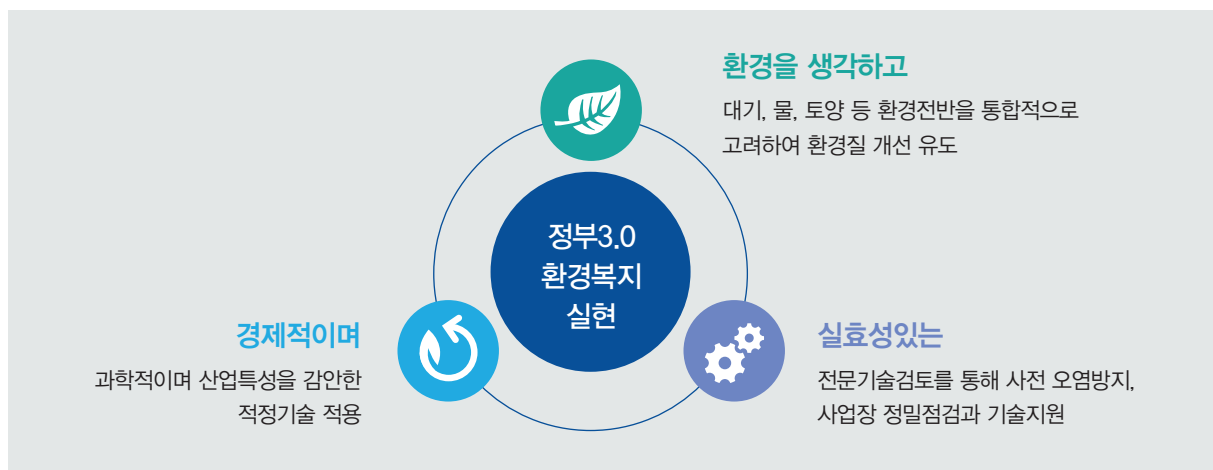 환경을 생각하고
대기, 물, 토양 등 환경전반을 통합적으로
고려하여 환경질 개선 유도
정부3.0
환경복지
실현
경제적이며
과학적이며 산업특성을 감안한
적정기술 적용
실효성있는
전문기술검토를 통해 사전 오염방지,
사업장 정밀점검과 기술지원